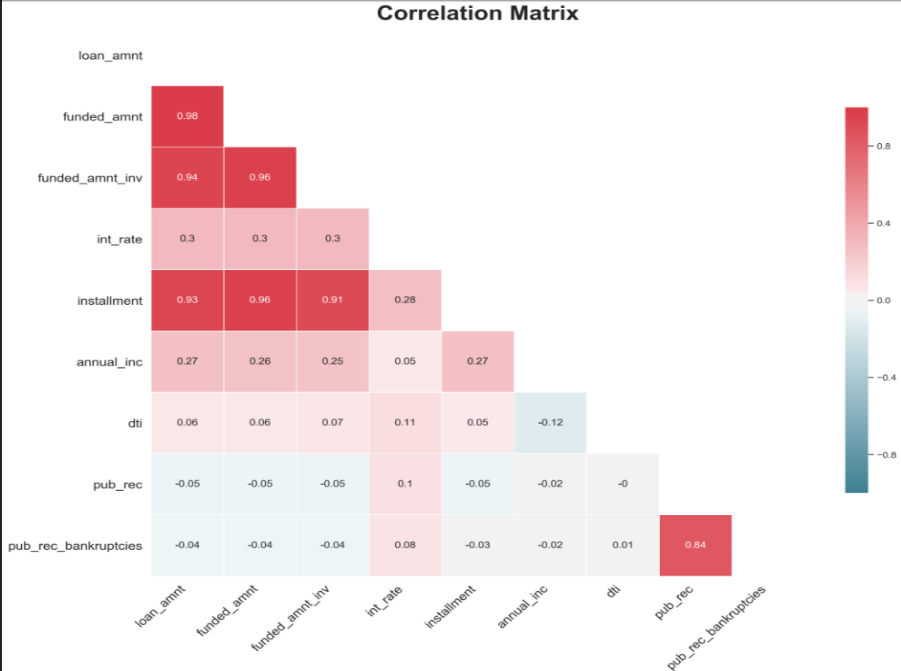 Correlation Matrix
loan_amnt
funded_amnt 0.98
funded_amnt_inv 0.94 0.96
int_rate 0.3 0.3 0.3
installment 0.93 0.96 0.91 0.28
annual_inc 0.27 0.26 0.25 0.05 0.27
dti 0.06 0.06 0.07 0.11 0.05 -0.12
pub_rec -0.05 -0.05 -0.05 0.1 -0.05 -0.02 -0
pub_rec_bankruptcies -0.04 -0.04 -0.04 0.08 -0.03 -0.02 0.01 0.84
loan_amnt funded_amnt funded_amnt_inv int_rate installment annual_inc dti pub_rec pub_rec_bankruptcies
0.8
0.4
0.0
−0.4
−0.8